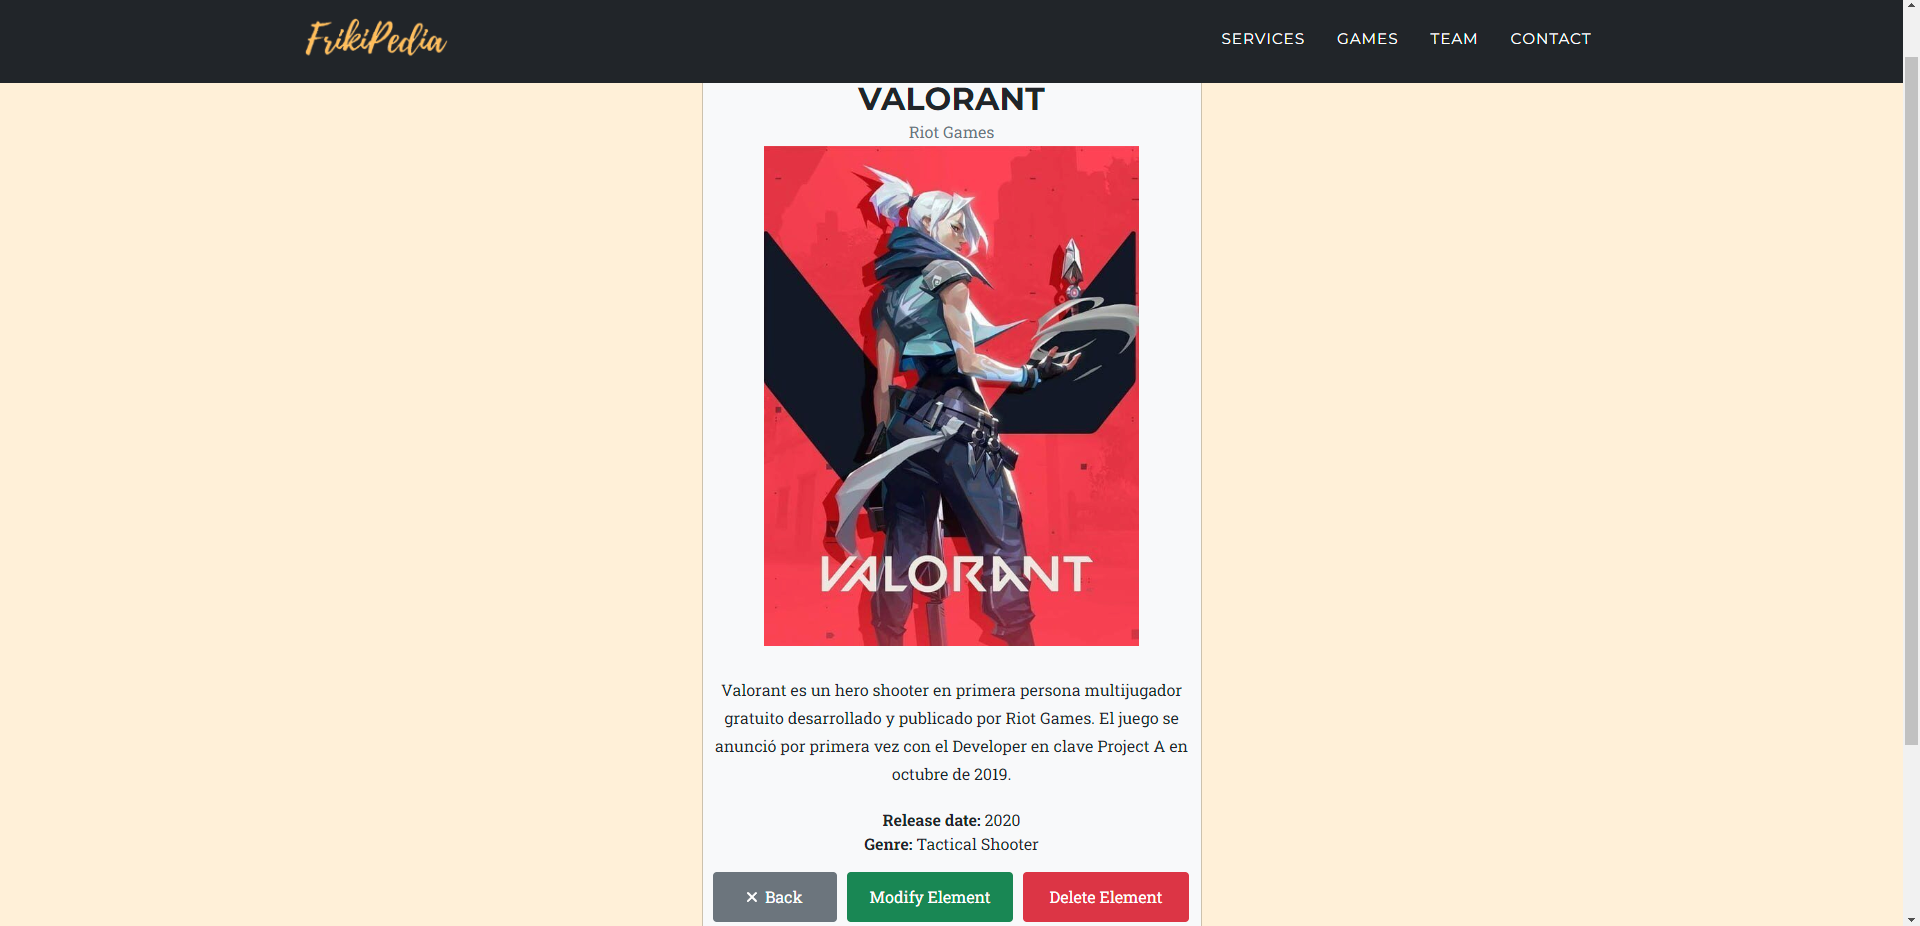 FrikiPedia
SERVICES GAMES TEAM CONTACT
VALORANT
Riot Games
VALORANT
Valorant es un hero shooter en primera persona multijugador
gratuito desarrollado y publicado por Riot Games. El juego se
anunció por primera vez con el Developer en clave Project A en
octubre de 2019.
Release date: 2020
Genre: Tactical Shooter
✕ Back
Modify Element
Delete Element